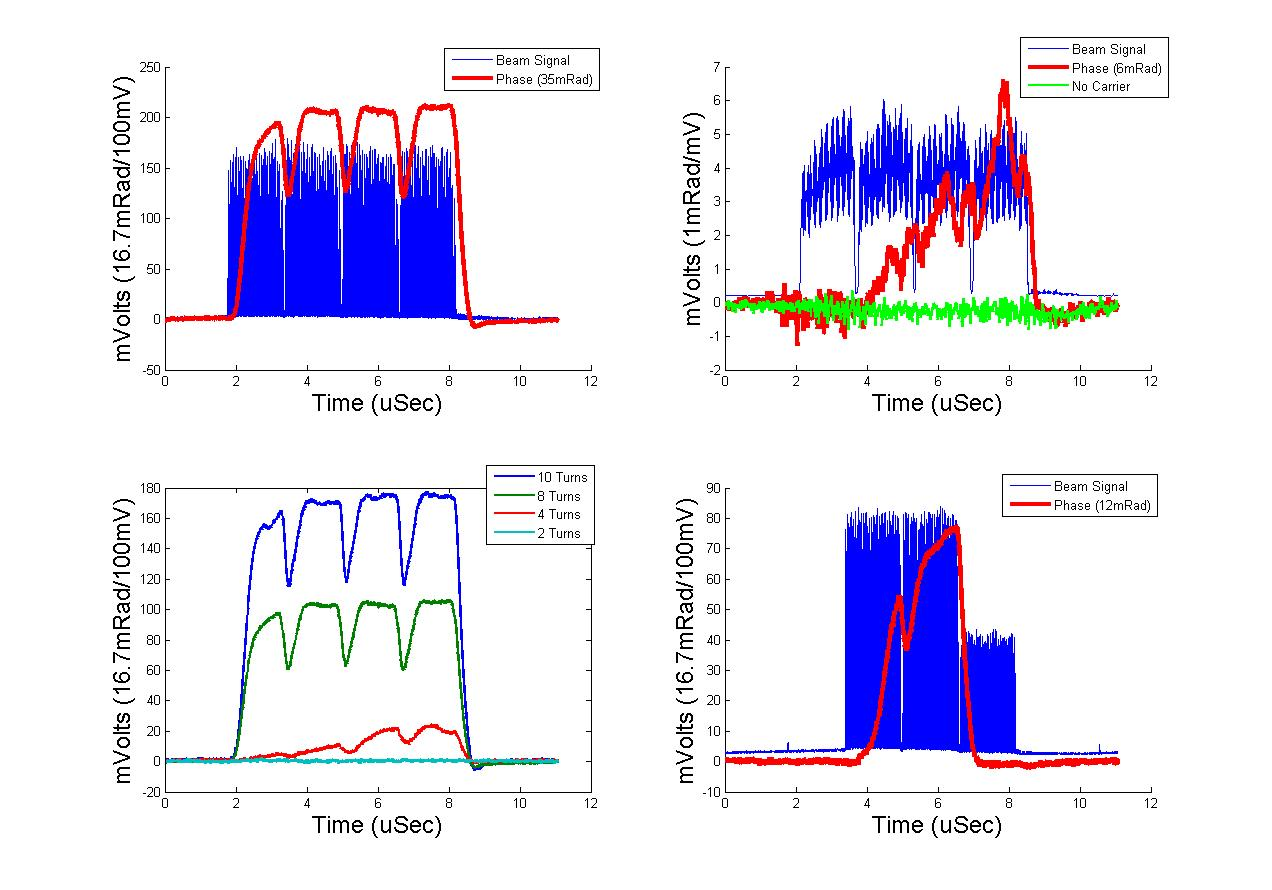 Beam Signal
Phase (35mRad)
250
200
150
100
50
0
-50
0 2 4 6 8 10 12
mVolts (16.7mRad/100mV)
Time (uSec)
Beam Signal
Phase (6mRad)
No Carrier
7
6
5
4
3
2
1
0
-1
-2
0 2 4 6 8 10 12
mVolts (1mRad/mV)
Time (uSec)
10 Turns
8 Turns
4 Turns
2 Turns
180
160
140
120
100
80
60
40
20
0
-20
0 2 4 6 8 10 12
mVolts (16.7mRad/100mV)
Time (uSec)
Beam Signal
Phase (12mRad)
90
80
70
60
50
40
30
20
10
0
-10
0 2 4 6 8 10 12
mVolts (16.7mRad/100mV)
Time (uSec)